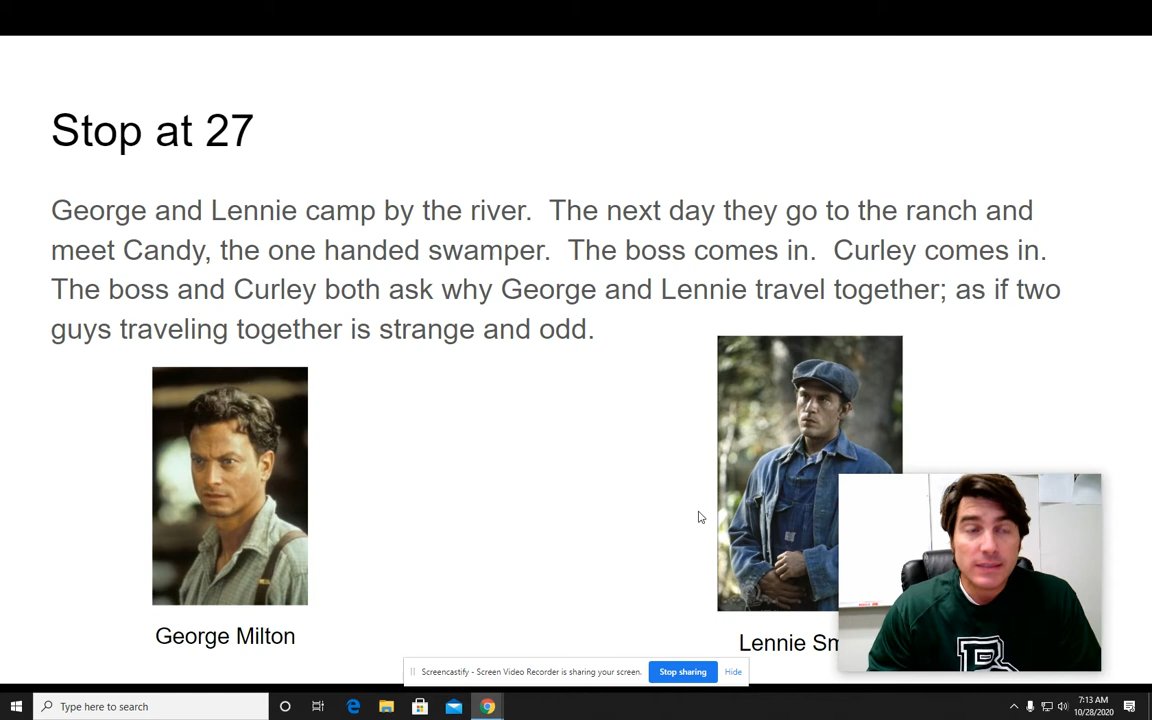 Stop at 27
George and Lennie camp by the river.  The next day they go to the ranch and
meet Candy, the one handed swamper.  The boss comes in.  Curley comes in.
The boss and Curley both ask why George and Lennie travel together; as if two
guys traveling together is strange and odd.
George Milton
Lennie Sm
Screencastify - Screen Video Recorder is sharing your screen.
Stop sharing
Hide
Type here to search
7:13 AM
10/28/2020